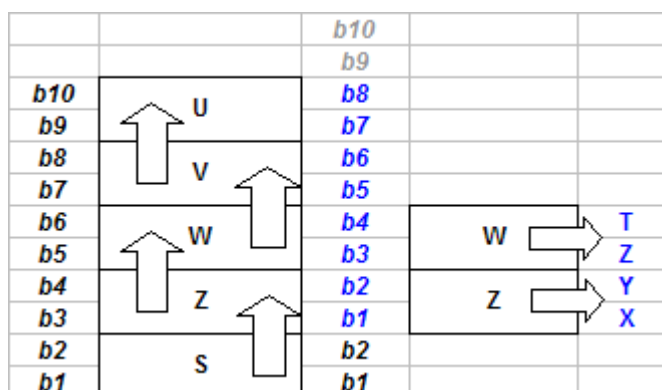 b10
b9
b10 b8
U
b9 b7
b8 b6
V
b7 b5
b6 b4 T
W W
b5 b3 Z
b4 b2 Y
Z Z
b3 b1 X
b2 b2
S
b1 b1